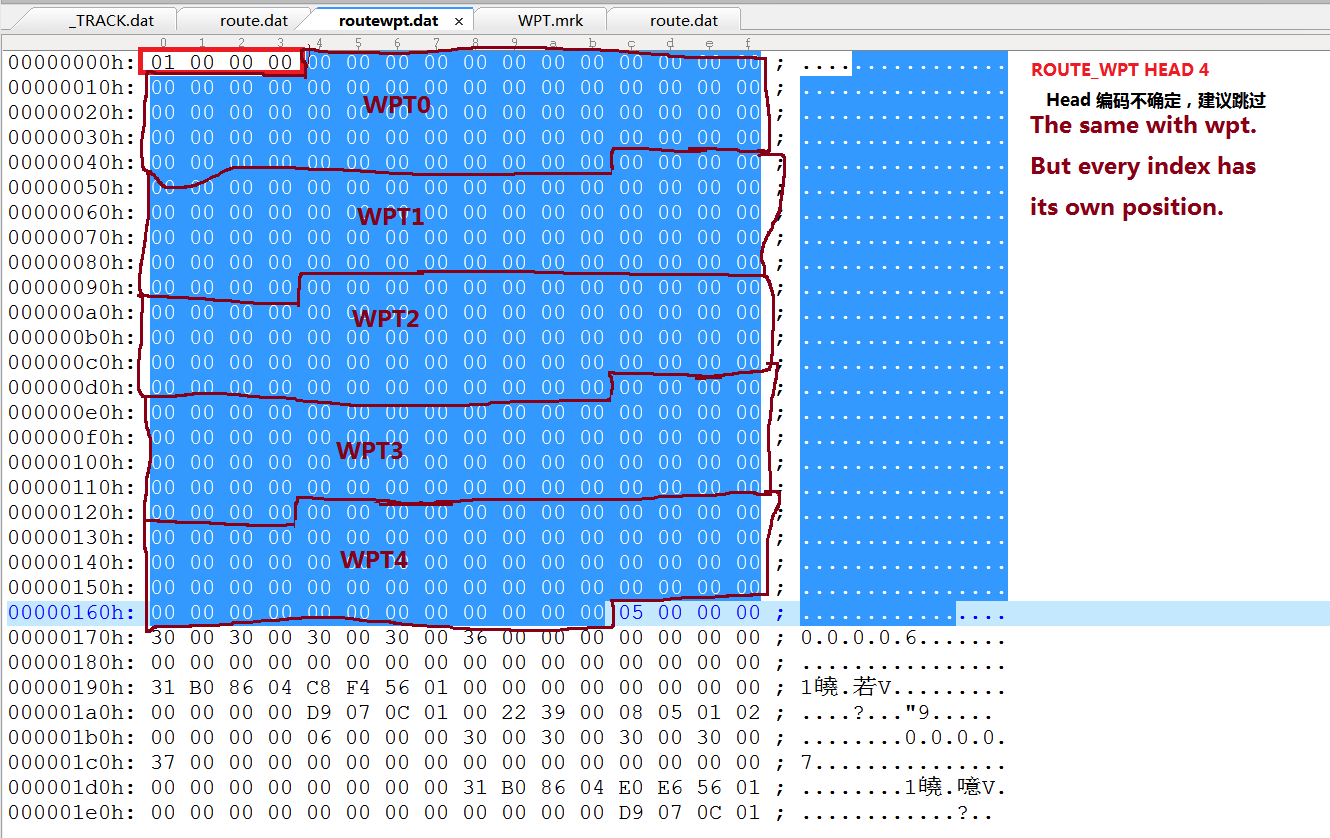 _TRACK.dat route.dat routewpt.dat × WPT.mrk route.dat
0 1 2 3 4 5 6 7 8 9 a b c d e f
00000000h: 01 00 00 00 00 00 00 00 00 00 00 00 00 00 00 00 ; ................
ROUTE_WPT HEAD 4
00000010h: 00 00 00 00 00 00 00 00 00 00 00 00 00 00 00 00 ; ................
Head 编码不确定，建议跳过
WPT0
00000020h: 00 00 00 00 00 00 00 00 00 00 00 00 00 00 00 00 ; ................
The same with wpt.
00000030h: 00 00 00 00 00 00 00 00 00 00 00 00 00 00 00 00 ; ................
00000040h: 00 00 00 00 00 00 00 00 00 00 00 00 00 00 00 00 ; ................
But every index has
00000050h: 00 00 00 00 00 00 00 00 00 00 00 00 00 00 00 00 ; ................
00000060h: 00 00 00 00 00 00 00 00 00 00 00 00 00 00 00 00 ; ................
its own position.
WPT1
00000070h: 00 00 00 00 00 00 00 00 00 00 00 00 00 00 00 00 ; ................
00000080h: 00 00 00 00 00 00 00 00 00 00 00 00 00 00 00 00 ; ................
00000090h: 00 00 00 00 00 00 00 00 00 00 00 00 00 00 00 00 ; ................
000000a0h: 00 00 00 00 00 00 00 00 00 00 00 00 00 00 00 00 ; ................
WPT2
000000b0h: 00 00 00 00 00 00 00 00 00 00 00 00 00 00 00 00 ; ................
000000c0h: 00 00 00 00 00 00 00 00 00 00 00 00 00 00 00 00 ; ................
000000d0h: 00 00 00 00 00 00 00 00 00 00 00 00 00 00 00 00 ; ................
000000e0h: 00 00 00 00 00 00 00 00 00 00 00 00 00 00 00 00 ; ................
000000f0h: 00 00 00 00 00 00 00 00 00 00 00 00 00 00 00 00 ; ................
WPT3
00000100h: 00 00 00 00 00 00 00 00 00 00 00 00 00 00 00 00 ; ................
00000110h: 00 00 00 00 00 00 00 00 00 00 00 00 00 00 00 00 ; ................
00000120h: 00 00 00 00 00 00 00 00 00 00 00 00 00 00 00 00 ; ................
00000130h: 00 00 00 00 00 00 00 00 00 00 00 00 00 00 00 00 ; ................
00000140h: 00 00 00 00 00 00 00 00 00 00 00 00 00 00 00 00 ; ................
WPT4
00000150h: 00 00 00 00 00 00 00 00 00 00 00 00 00 00 00 00 ; ................
00000160h: 00 00 00 00 00 00 00 00 00 00 00 00 05 00 00 00 ; ................
00000170h: 30 00 30 00 30 00 30 00 36 00 00 00 00 00 00 00 ; 0.0.0.0.6.......
00000180h: 00 00 00 00 00 00 00 00 00 00 00 00 00 00 00 00 ; ................
00000190h: 31 B0 86 04 C8 F4 56 01 00 00 00 00 00 00 00 00 ; 1皢.若V.........
000001a0h: 00 00 00 00 D9 07 0C 01 00 22 39 00 08 05 01 02 ; ....?..."9.....
000001b0h: 00 00 00 00 06 00 00 00 30 00 30 00 30 00 30 00 ; ........0.0.0.0.
000001c0h: 37 00 00 00 00 00 00 00 00 00 00 00 00 00 00 00 ; 7...............
000001d0h: 00 00 00 00 00 00 00 00 31 B0 86 04 E0 E6 56 01 ; ........1皢.噫V.
000001e0h: 00 00 00 00 00 00 00 00 00 00 00 00 D9 07 0C 01 ; ............?..